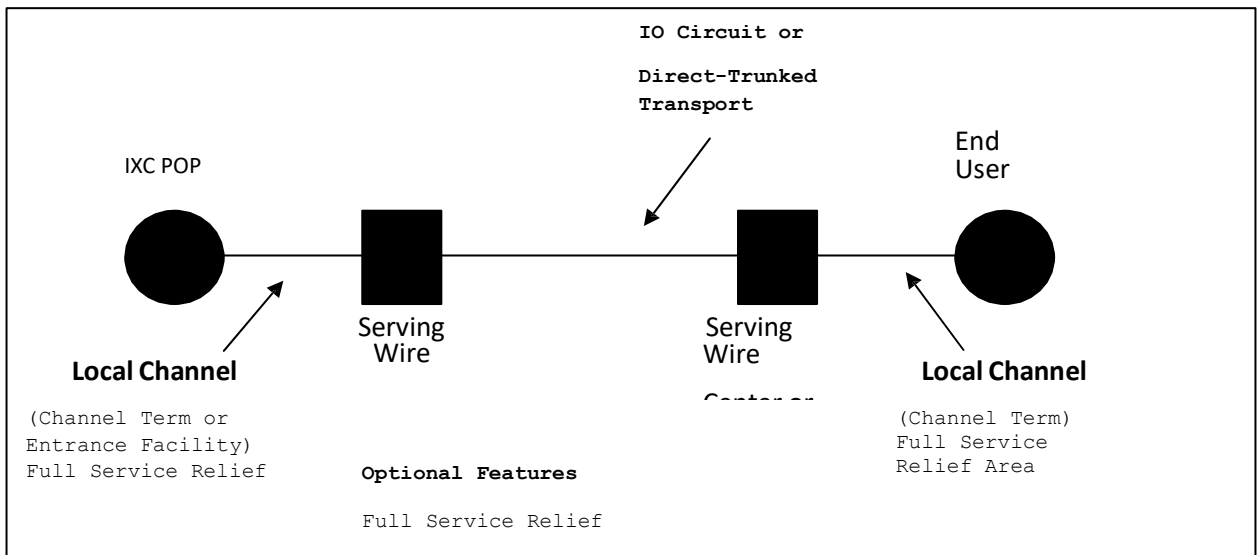 IO Circuit or
Direct-Trunked
Transport
IXC POP
End
User
Serving
Wire
Serving
Wire
Local Channel
(Channel Term or
Entrance Facility)
Full Service Relief
Local Channel
(Channel Term)
Full Service
Relief Area
Optional Features
Full Service Relief